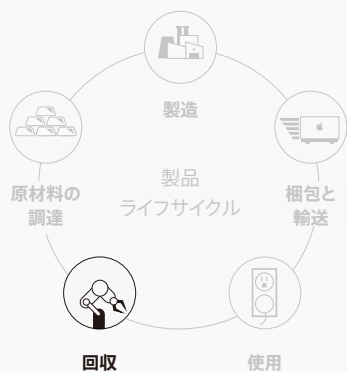 製造
原材料の
調達
製品
ライフサイクル
梱包と
輸送
回収
使用